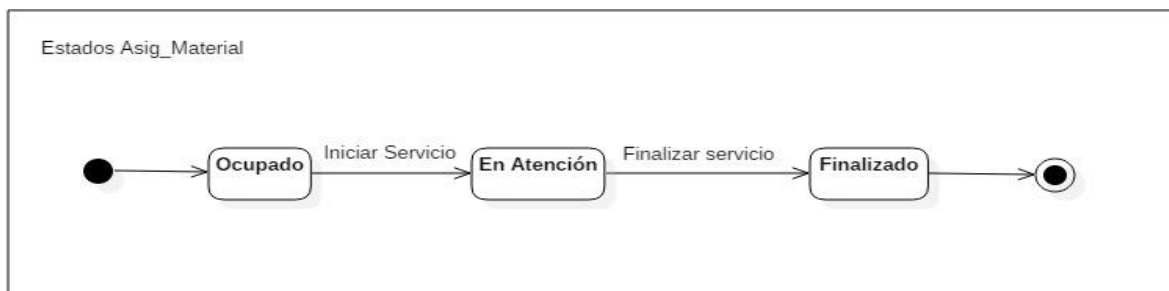 Estados Asig_Material
Iniciar Servicio
Finalizar servicio
Ocupado
En Atención
Finalizado